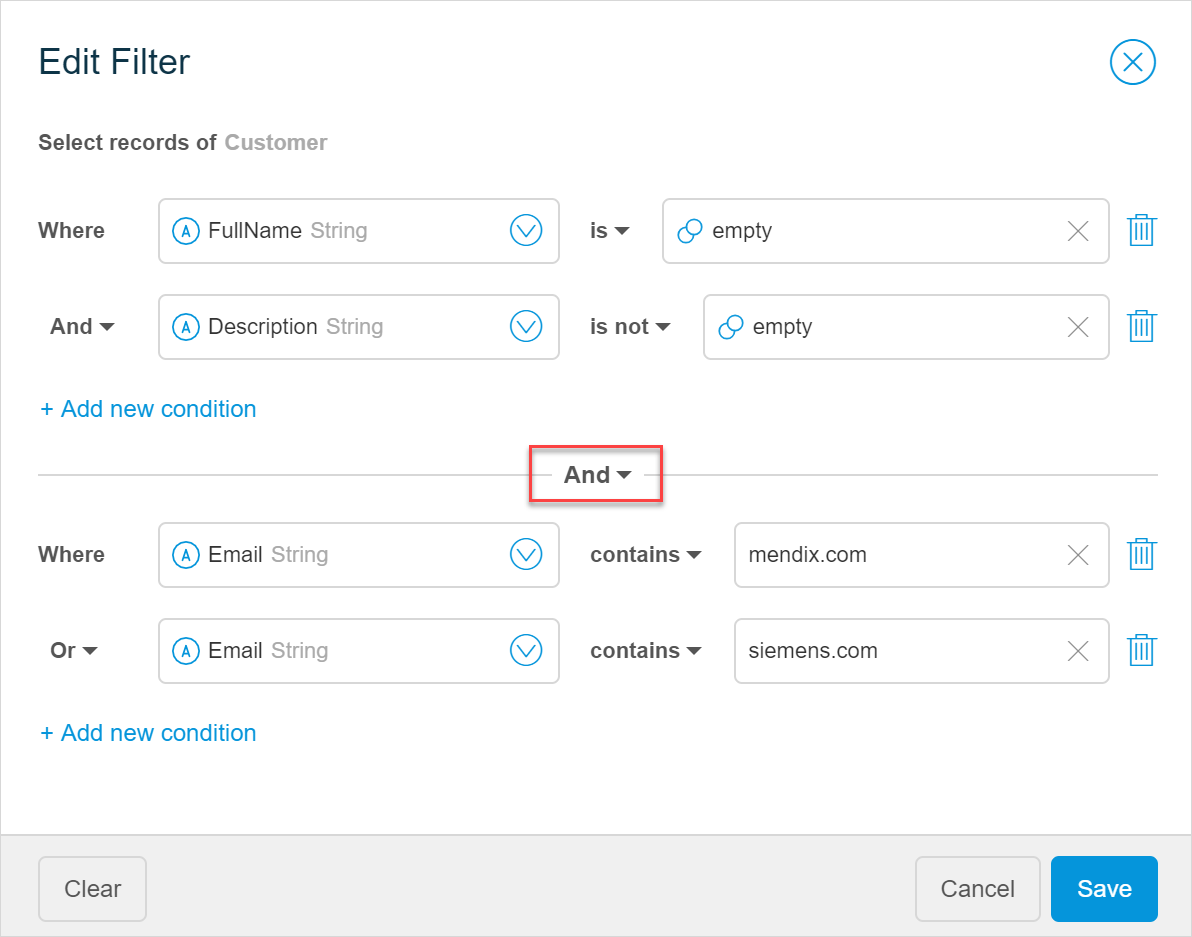 Edit Filter
Select records of Customer
Where A FullName String is empty
And A Description String is not empty
+ Add new condition
And
Where A Email String contains mendix.com
Or A Email String contains siemens.com
+ Add new condition
Clear Cancel Save